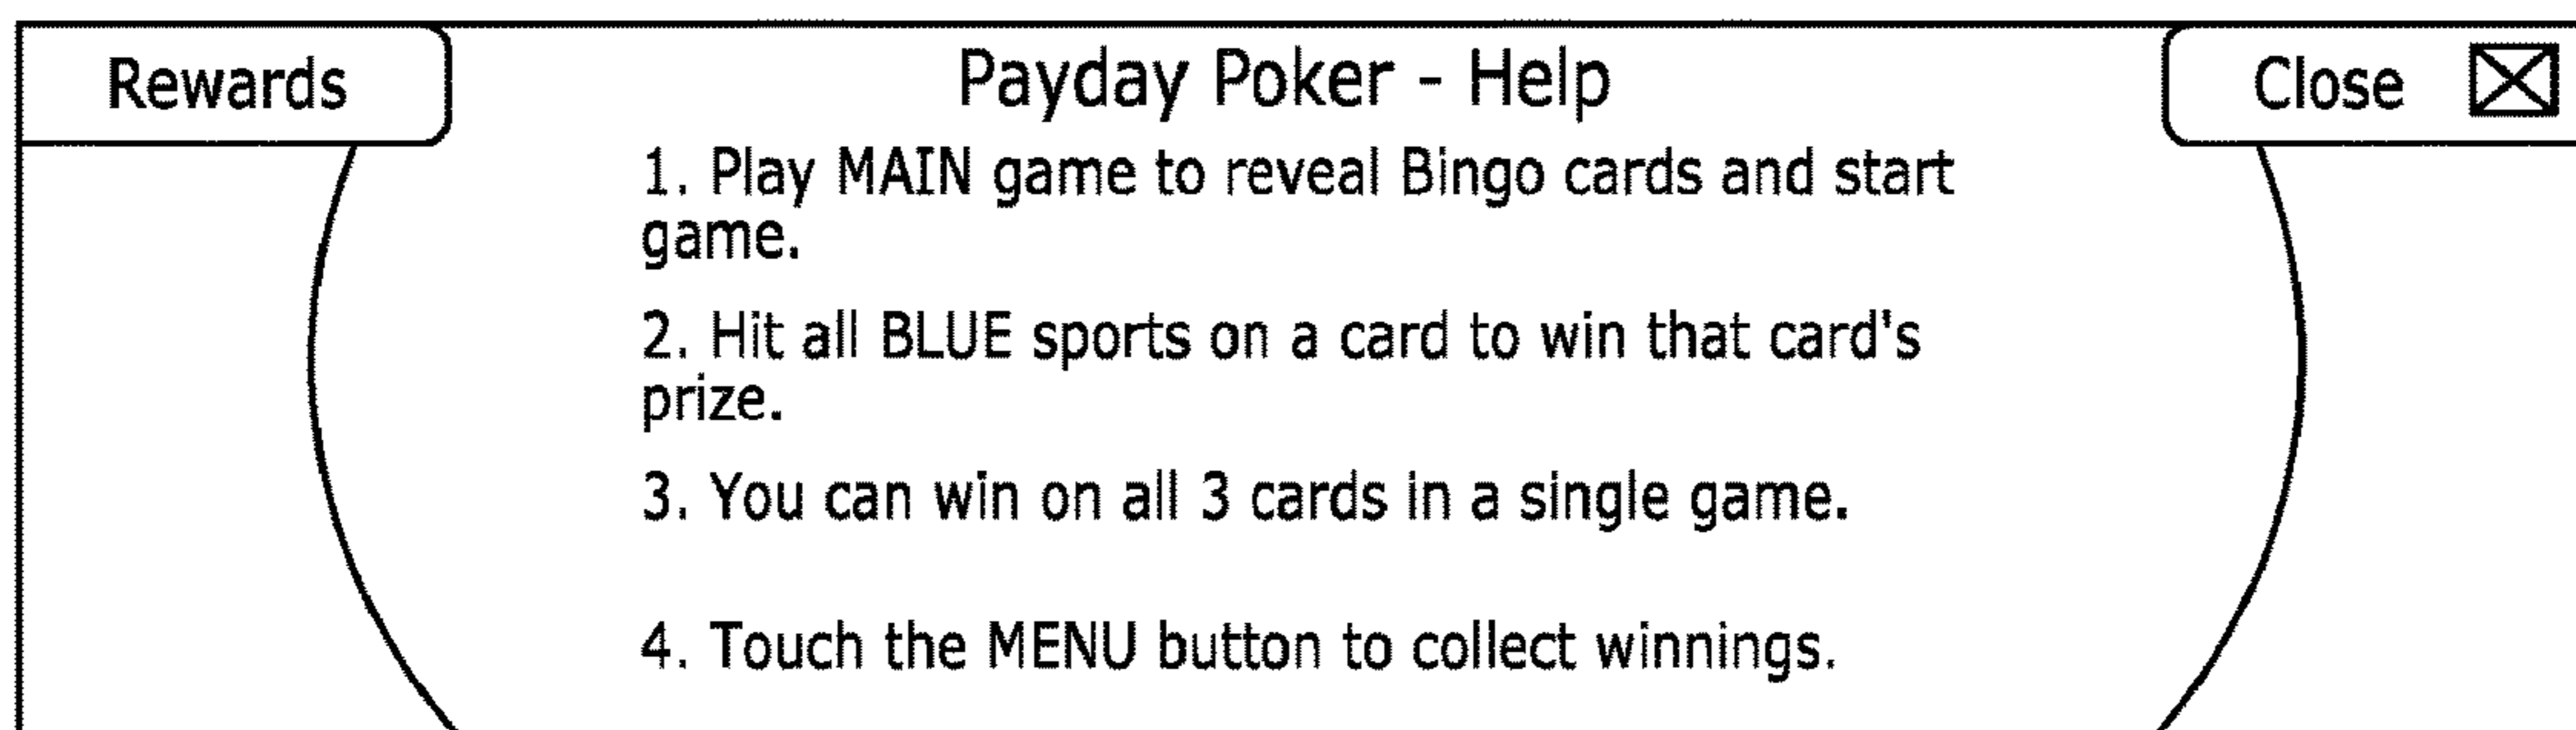 Rewards
Payday Poker - Help
Close
1. Play MAIN game to reveal Bingo cards and start
game.
2. Hit all BLUE sports on a card to win that card's
prize.
3. You can win on all 3 cards in a single game.
4. Touch the MENU button to collect winnings.